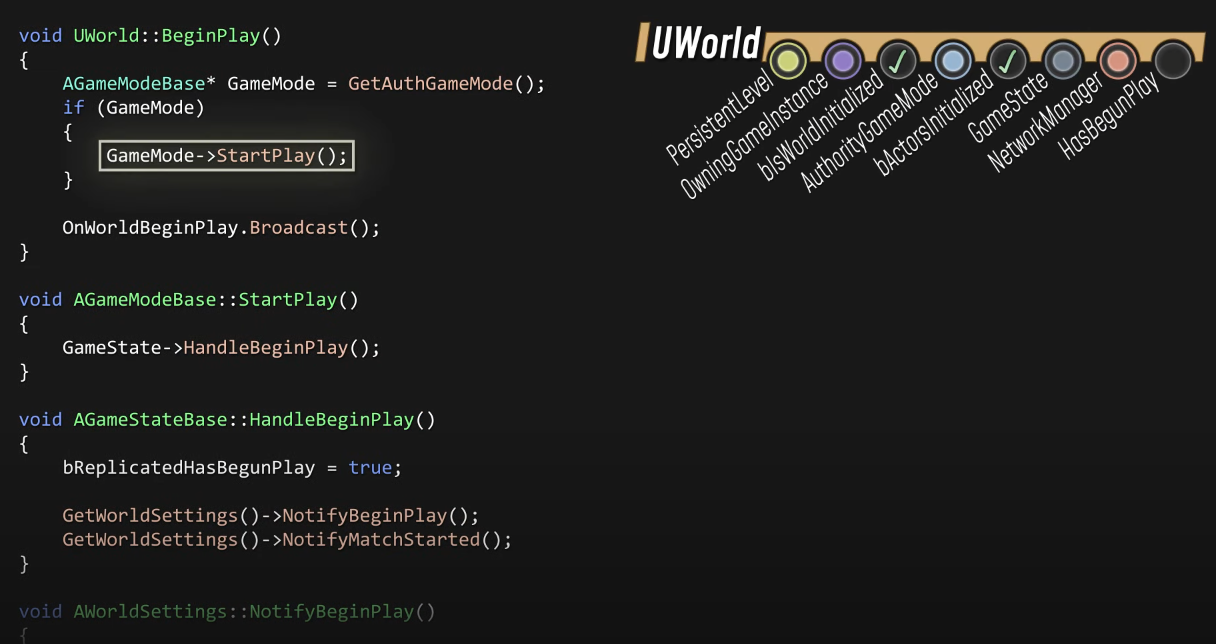 void UWorld::BeginPlay()
{
    AGameModeBase* GameMode = GetAuthGameMode();
    if (GameMode)
    {
        GameMode->StartPlay();
    }

    OnWorldBeginPlay.Broadcast();
}

void AGameModeBase::StartPlay()
{
    GameState->HandleBeginPlay();
}

void AGameStateBase::HandleBeginPlay()
{
    bReplicatedHasBegunPlay = true;

    GetWorldSettings()->NotifyBeginPlay();
    GetWorldSettings()->NotifyMatchStarted();
}

void AWorldSettings::NotifyBeginPlay()
{
UWorld
PersistentLevel
OwningGameInstance
bIsWorldInitialized
AuthorityGameMode
bActorsInitialized
GameState
NetworkManager
HasBegunPlay